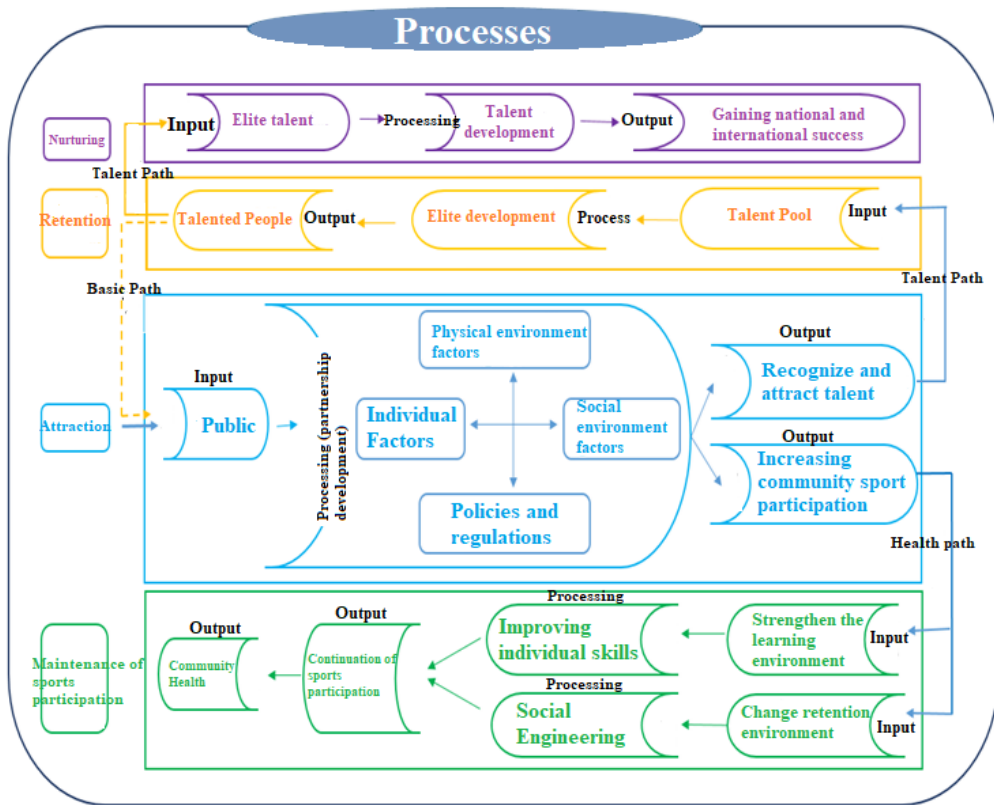 Processes
Nurturing
Input
Elite talent
Processing
Talent
development
Output
Gaining national and
international success
Talent Path
Retention
Talented People
Output
Elite development
Process
Talent Pool
Input
Talent Path
Basic Path
Attraction
Input
Public
Processing (partnership
development)
Physical environment
factors
Individual
Factors
Social
environment
factors
Policies and
regulations
Output
Recognize and
attract talent
Output
Increasing
community sport
participation
Health path
Maintenance of
sports
participation
Output
Community
Health
Output
Continuation of
sports
participation
Processing
Improving
individual skills
Strengthen the
learning
environment
Input
Processing
Social
Engineering
Change retention
environment
Input